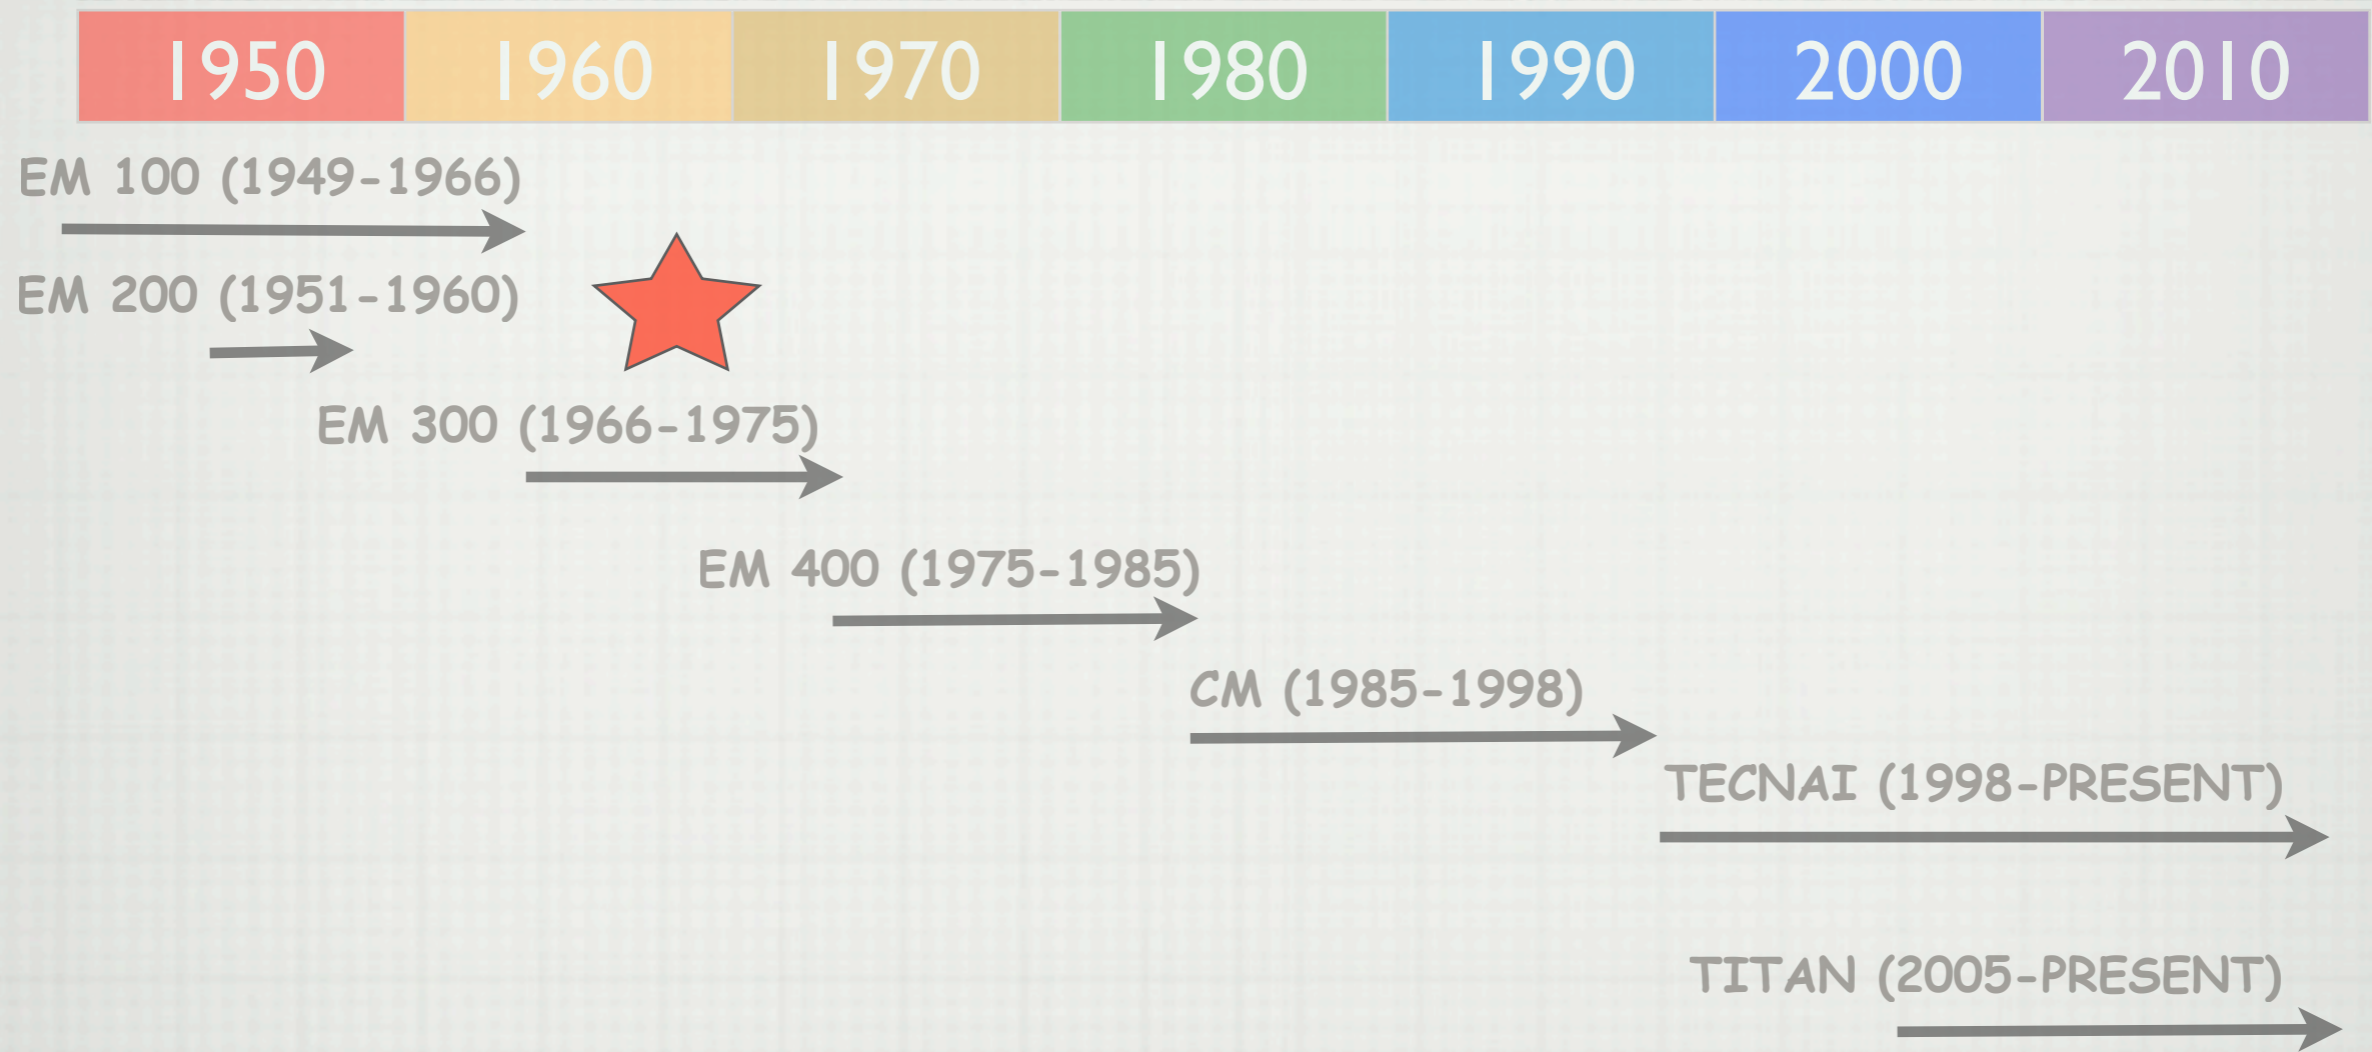 1950 1960 1970 1980 1990 2000 2010
EM 100 (1949-1966)
EM 200 (1951-1960)
EM 300 (1966-1975)
EM 400 (1975-1985)
CM (1985-1998)
TECNAI (1998-PRESENT)
TITAN (2005-PRESENT)